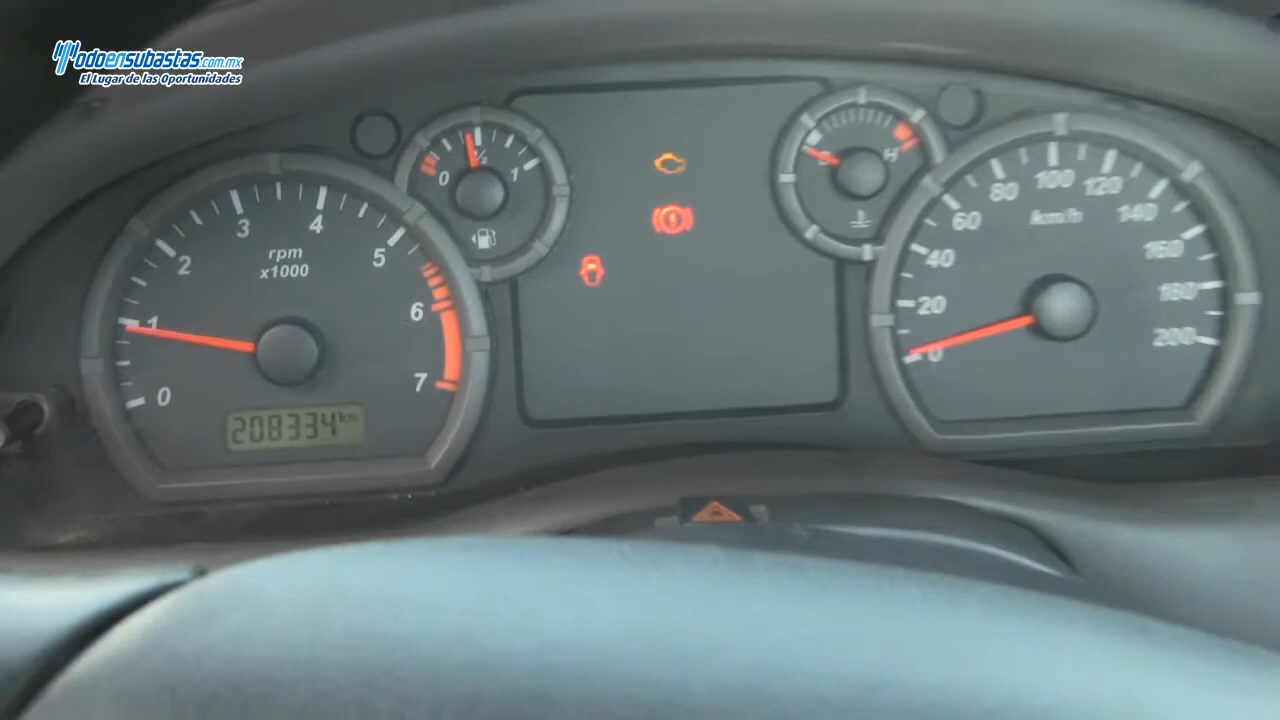 Todoensubastas.com.mx
El Lugar de las Oportunidades
0 1/2 1
C H
0 1 2 3 4 5 6 7
rpm
x1000
208334 km
0 20 40 60 80 100 120 140 160 180 200
km/h